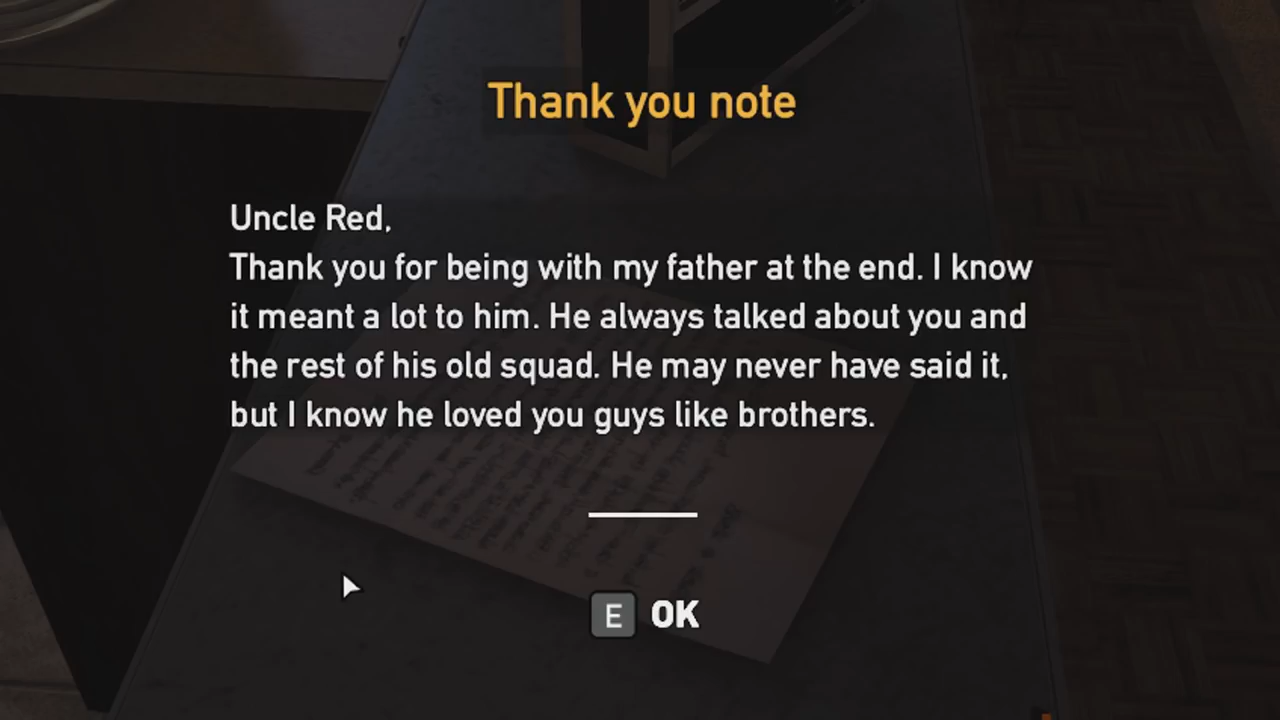 Thank you note
Uncle Red,
Thank you for being with my father at the end. I know
it meant a lot to him. He always talked about you and
the rest of his old squad. He may never have said it,
but I know he loved you guys like brothers.
E OK